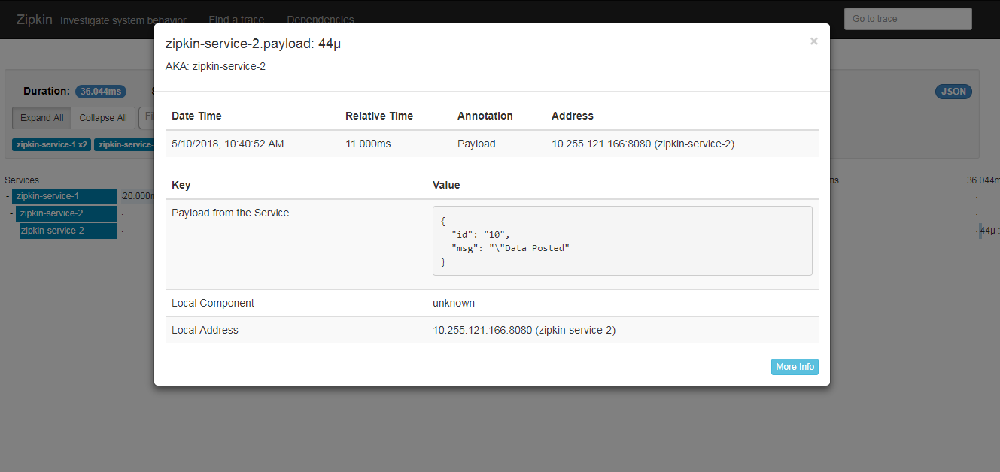 Zipkin Investigate system behavior Find a trace Dependencies Go to trace
zipkin-service-2.payload: 44μ ×
AKA: zipkin-service-2
Duration: 36.044ms JSON
Expand All Collapse All
Date Time Relative Time Annotation Address
5/10/2018, 10:40:52 AM 11.000ms Payload 10.255.121.166:8080 (zipkin-service-2)
zipkin-service-1 x2 zipkin-service-
Services ms 36.044m
Key Value
- zipkin-service-1 20.000m
- zipkin-service-2
zipkin-service-2 44μ :
Payload from the Service
{
"id": "10",
"msg": "\"Data Posted"
}
Local Component unknown
Local Address 10.255.121.166:8080 (zipkin-service-2)
More Info